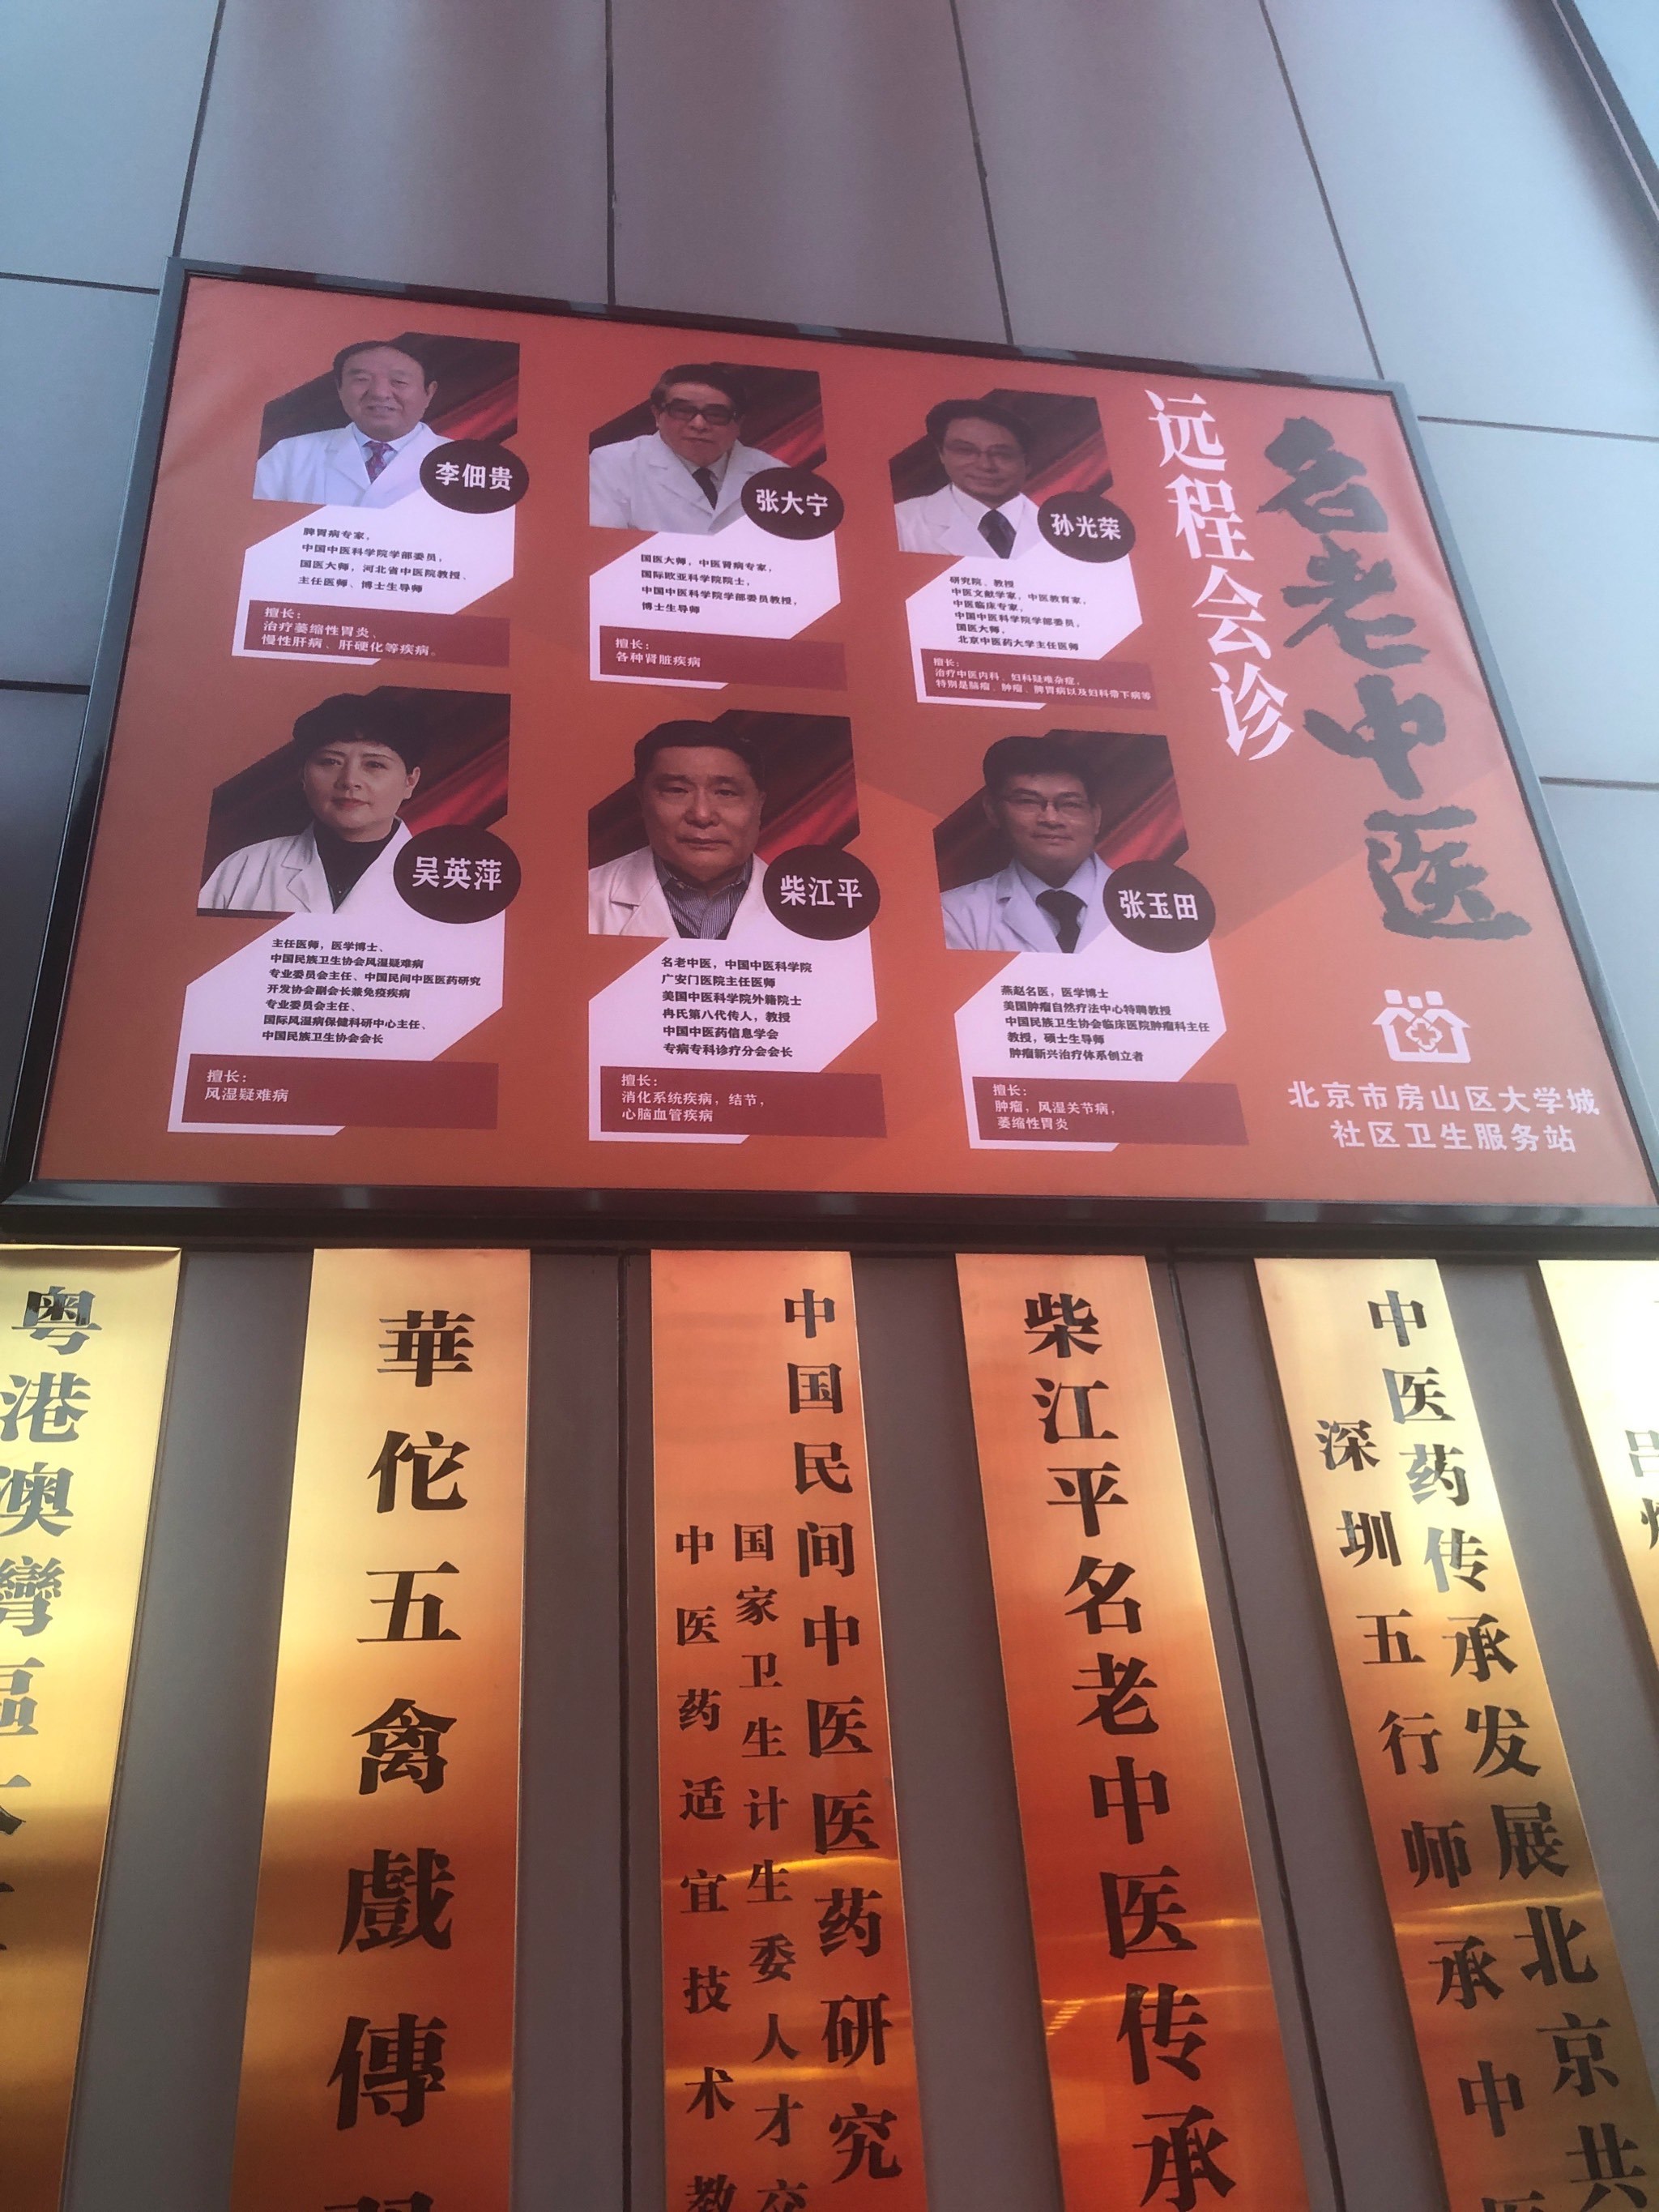 名老中医
远程会诊
李佃贵
脾胃病专家，
中国中医科学院学部委员，
国医大师，河北省中医院教授、
主任医师、博士生导师
擅长：
治疗萎缩性胃炎、
慢性肝病、肝硬化等疾病。
张大宁
国医大师，中医肾病专家，
国际欧亚科学院院士，
中国中医科学院学部委员教授，
博士生导师
擅长：
各种肾脏疾病
孙光荣
研究院、教授
中医文献学家，中医教育家，
中医临床专家，
中国中医科学院学部委员，
国医大师，
北京中医药大学主任医师
擅长：
治疗中医内科、妇科疑难杂症，
特别是脑瘤、肿瘤、脾胃病以及妇科带下病等
吴英萍
主任医师，医学博士、
中国民族卫生协会风湿疑难病
专业委员会主任、中国民间中医医药研究
开发协会副会长兼免疫疾病
专业委员会主任、
国际风湿病保健科研中心主任、
中国民族卫生协会会长
擅长：
风湿疑难病
柴江平
名老中医，中国中医科学院
广安门医院主任医师
美国中医科学院外籍院士
冉氏第八代传人，教授
中国中医药信息学会
专病专科诊疗分会会长
擅长：
消化系统疾病，结节，
心脑血管疾病
张玉田
燕赵名医，医学博士
美国肿瘤自然疗法中心特聘教授
中国民族卫生协会临床医院肿瘤科主任
教授，硕士生导师
肿瘤新兴治疗体系创立者
擅长：
肿瘤，风湿关节病，
萎缩性胃炎
北京市房山区大学城
社区卫生服务站
粤港澳灣區
華佗五禽戲傳
中国民间中医医药研究
国家卫生计生委人才交
中医药适宜技术教
柴江平名老中医传承
中医药传承发展北京共
深圳五行师承中医
吕